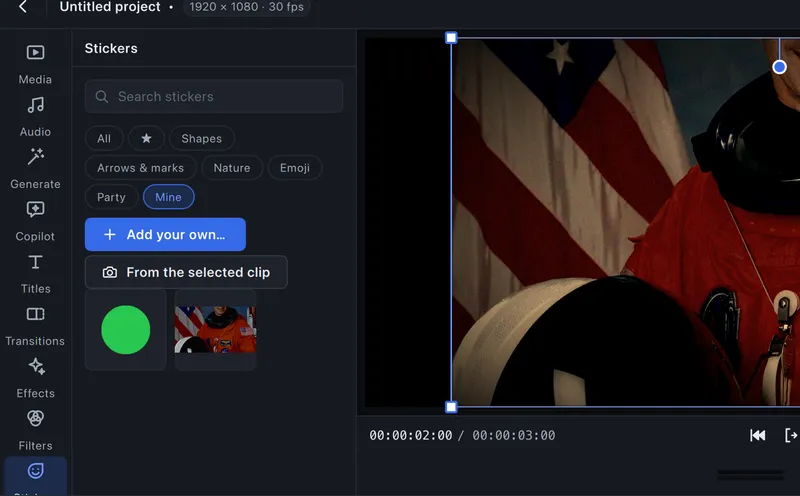 Untitled project • 1920 × 1080 · 30 fps
Stickers
Media
Search stickers
Audio
All ★ Shapes
Generate
Arrows & marks Nature Emoji
Party Mine
Copilot
+ Add your own…
Titles
From the selected clip
Transitions
Effects
Filters
00:00:02:00 / 00:00:03:00